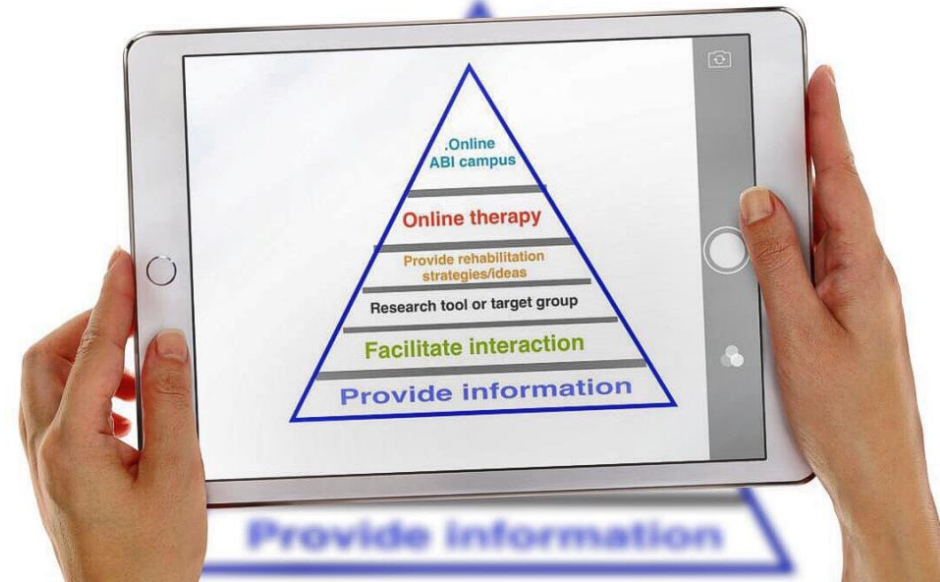 .Online
ABI campus
Online therapy
Provide rehabilitation
strategies/ideas
Research tool or target group
Facilitate interaction
Provide information
Provide information